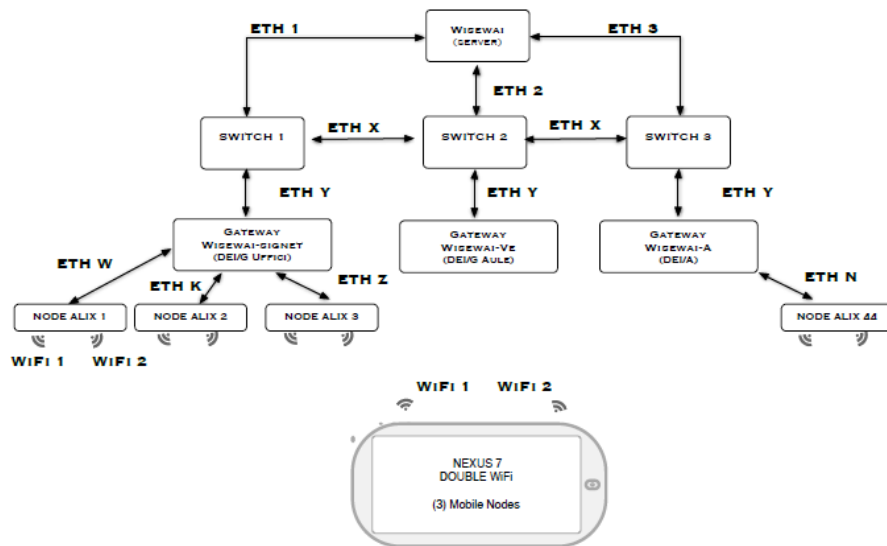 ETH 1
WISEWAI
(SERVER)
ETH 3
ETH 2
SWITCH 1
ETH X
SWITCH 2
ETH X
SWITCH 3
ETH Y
ETH Y
ETH Y
GATEWAY
WISEWAI-SIGNET
(DEI/G UFFICI)
GATEWAY
WISEWAI-VE
(DEI/G AULE)
GATEWAY
WISEWAI-A
(DEI/A)
ETH W
ETH K
ETH Z
ETH N
NODE ALIX 1
NODE ALIX 2
NODE ALIX 3
NODE ALIX 44
WIFI 1
WIFI 2
WIFI 1
WIFI 2
NEXUS 7
DOUBLE WiFi
(3) Mobile Nodes